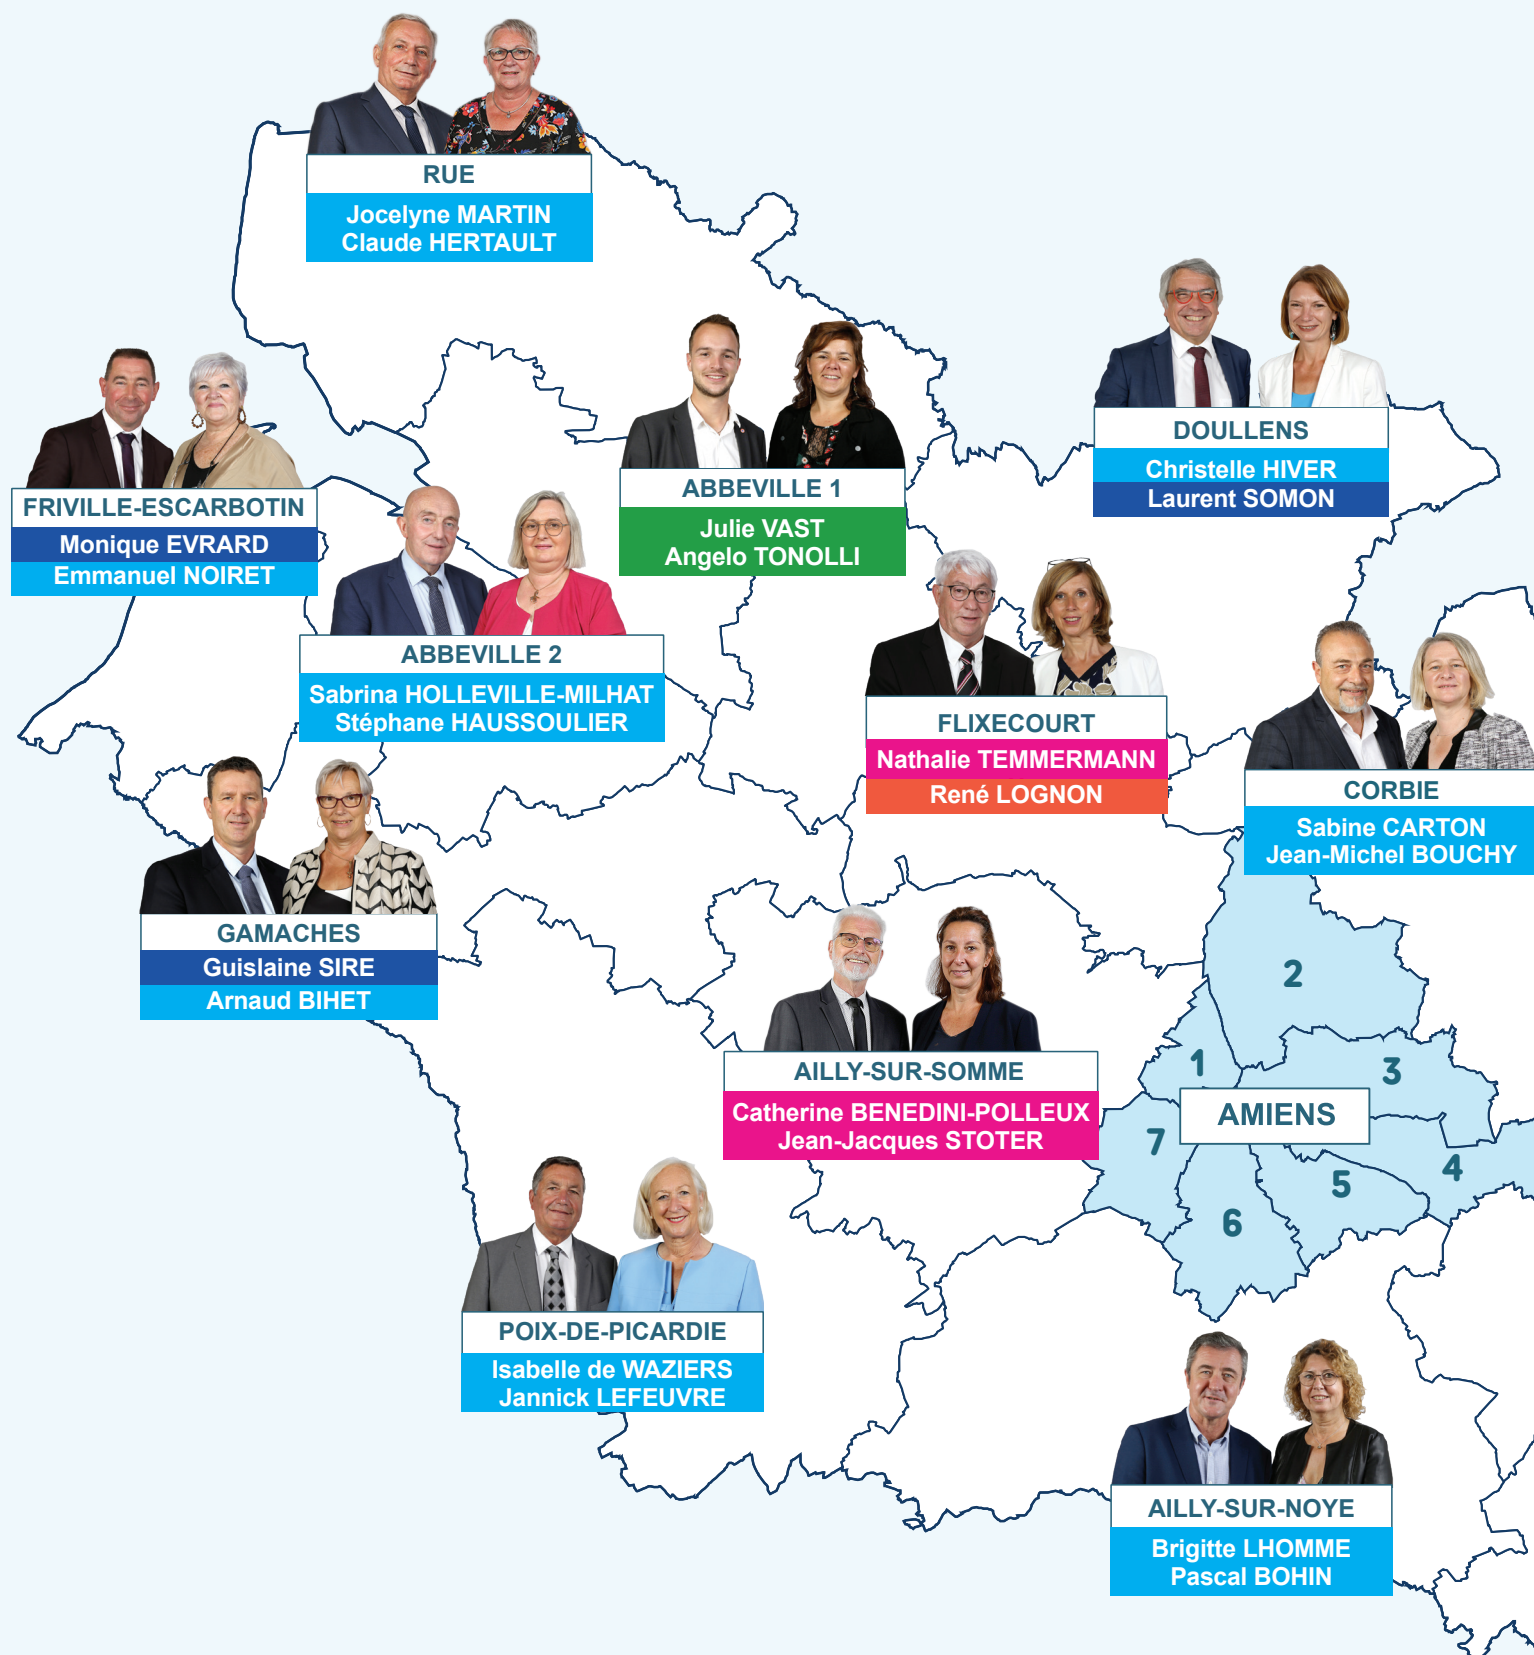 RUE
Jocelyne MARTIN
Claude HERTAULT
DOULLENS
Christelle HIVER
Laurent SOMON
ABBEVILLE 1
Julie VAST
Angelo TONOLLI
FRIVILLE-ESCARBOTIN
Monique EVRARD
Emmanuel NOIRET
ABBEVILLE 2
Sabrina HOLLEVILLE-MILHAT
Stéphane HAUSSOULIER
FLIXECOURT
Nathalie TEMMERMANN
René LOGNON
CORBIE
Sabine CARTON
Jean-Michel BOUCHY
GAMACHES
Guislaine SIRE
Arnaud BIHET
AILLY-SUR-SOMME
Catherine BENEDINI-POLLEUX
Jean-Jacques STOTER
2
1
3
AMIENS
7
4
5
6
POIX-DE-PICARDIE
Isabelle de WAZIERS
Jannick LEFEUVRE
AILLY-SUR-NOYE
Brigitte LHOMME
Pascal BOHIN